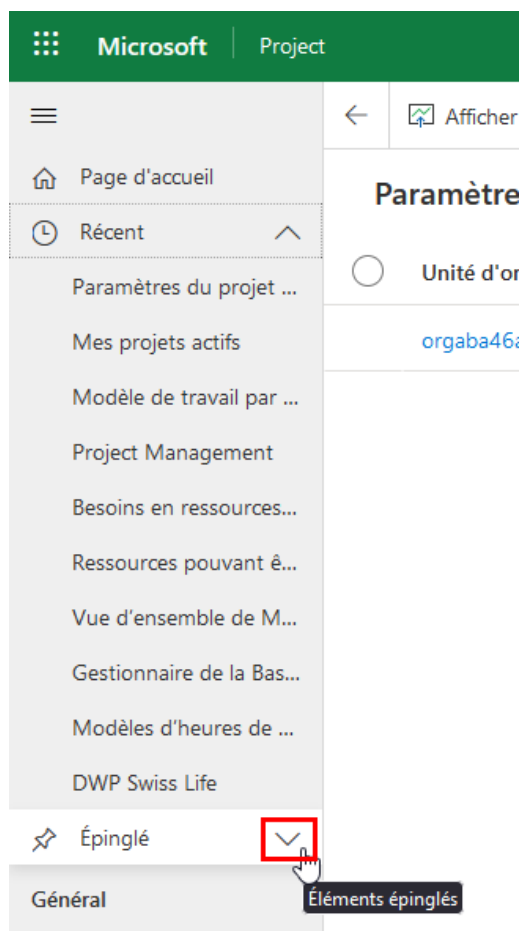 Microsoft Project
Afficher
Page d'accueil
Paramètre
Récent
Unité d'or
Paramètres du projet ...
orgaba46a
Mes projets actifs
Modèle de travail par ...
Project Management
Besoins en ressources...
Ressources pouvant ê...
Vue d'ensemble de M...
Gestionnaire de la Bas...
Modèles d'heures de ...
DWP Swiss Life
Épinglé
Éléments épinglés
Général